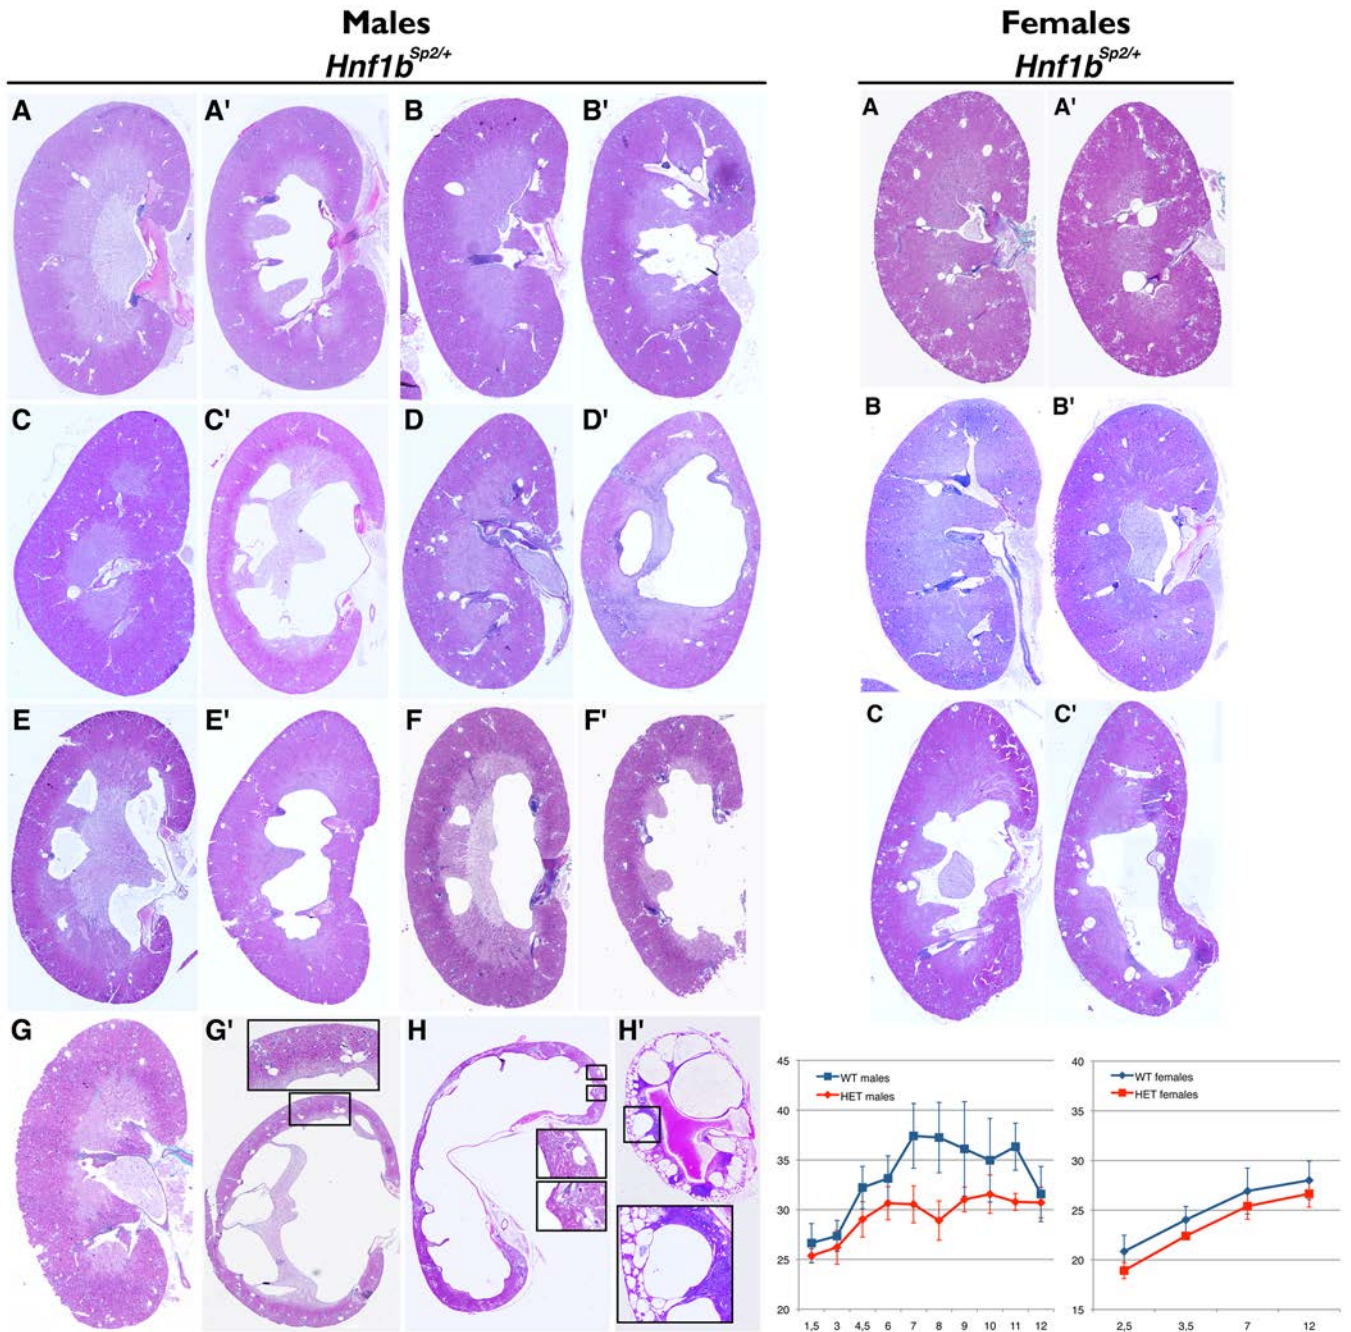 Males
Hnf1b Sp2/+
Females
Hnf1b Sp2/+
A A' B B'
A A'
C C' D D'
B B'
E E' F F'
C C'
G G' H H'
45
40
35
30
25
20
WT males
HET males
1,5 3 4,5 6 7 8 9 10 11 12
40
35
30
25
20
15
WT females
HET females
2,5 3,5 7 12